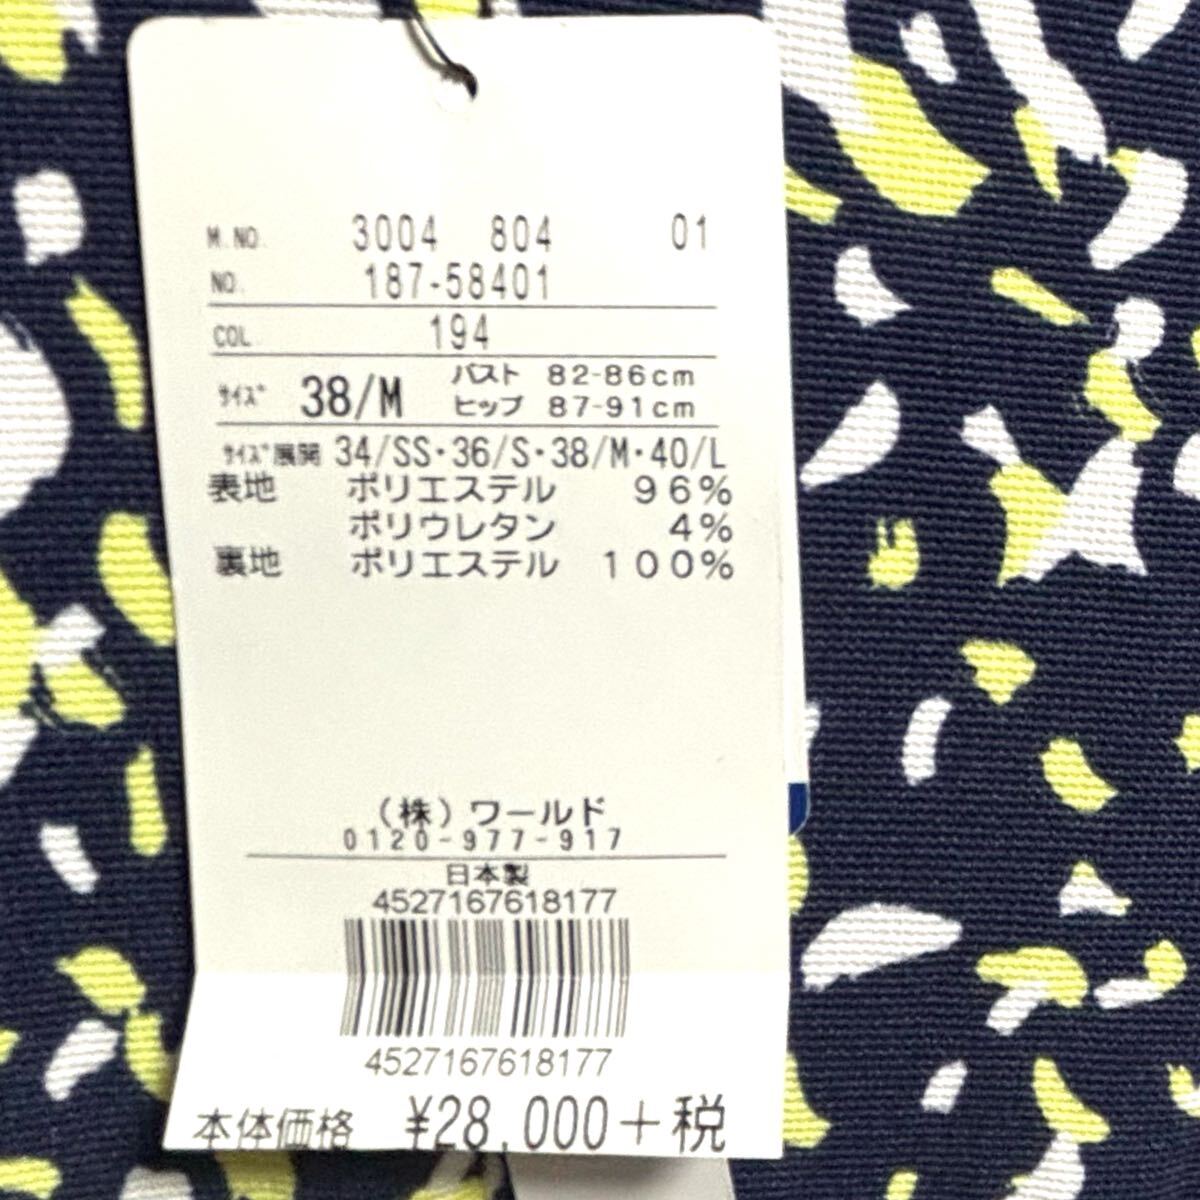 M.NO. 3004 804 01
NO. 187-58401
COL. 194
ｻｲｽﾞ 38/M バスト 82-86cm
ヒップ 87-91cm
ｻｲｽﾞ展開 34/SS・36/S・38/M・40/L
表地 ポリエステル 96%
ポリウレタン 4%
裏地 ポリエステル 100%
(株)ワールド
0120-977-917
日本製
4527167618177
4527167618177
本体価格 ¥28,000+税